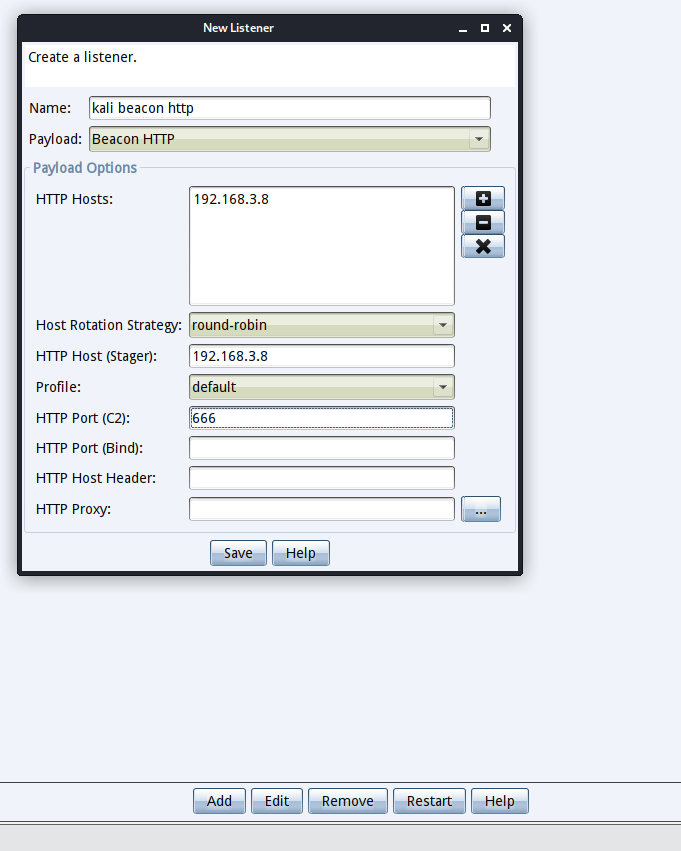 New Listener
Create a listener.
Name: kali beacon http
Payload: Beacon HTTP
Payload Options
HTTP Hosts: 192.168.3.8
Host Rotation Strategy: round-robin
HTTP Host (Stager): 192.168.3.8
Profile: default
HTTP Port (C2): 666
HTTP Port (Bind):
HTTP Host Header:
HTTP Proxy: ...
Save Help
Add Edit Remove Restart Help